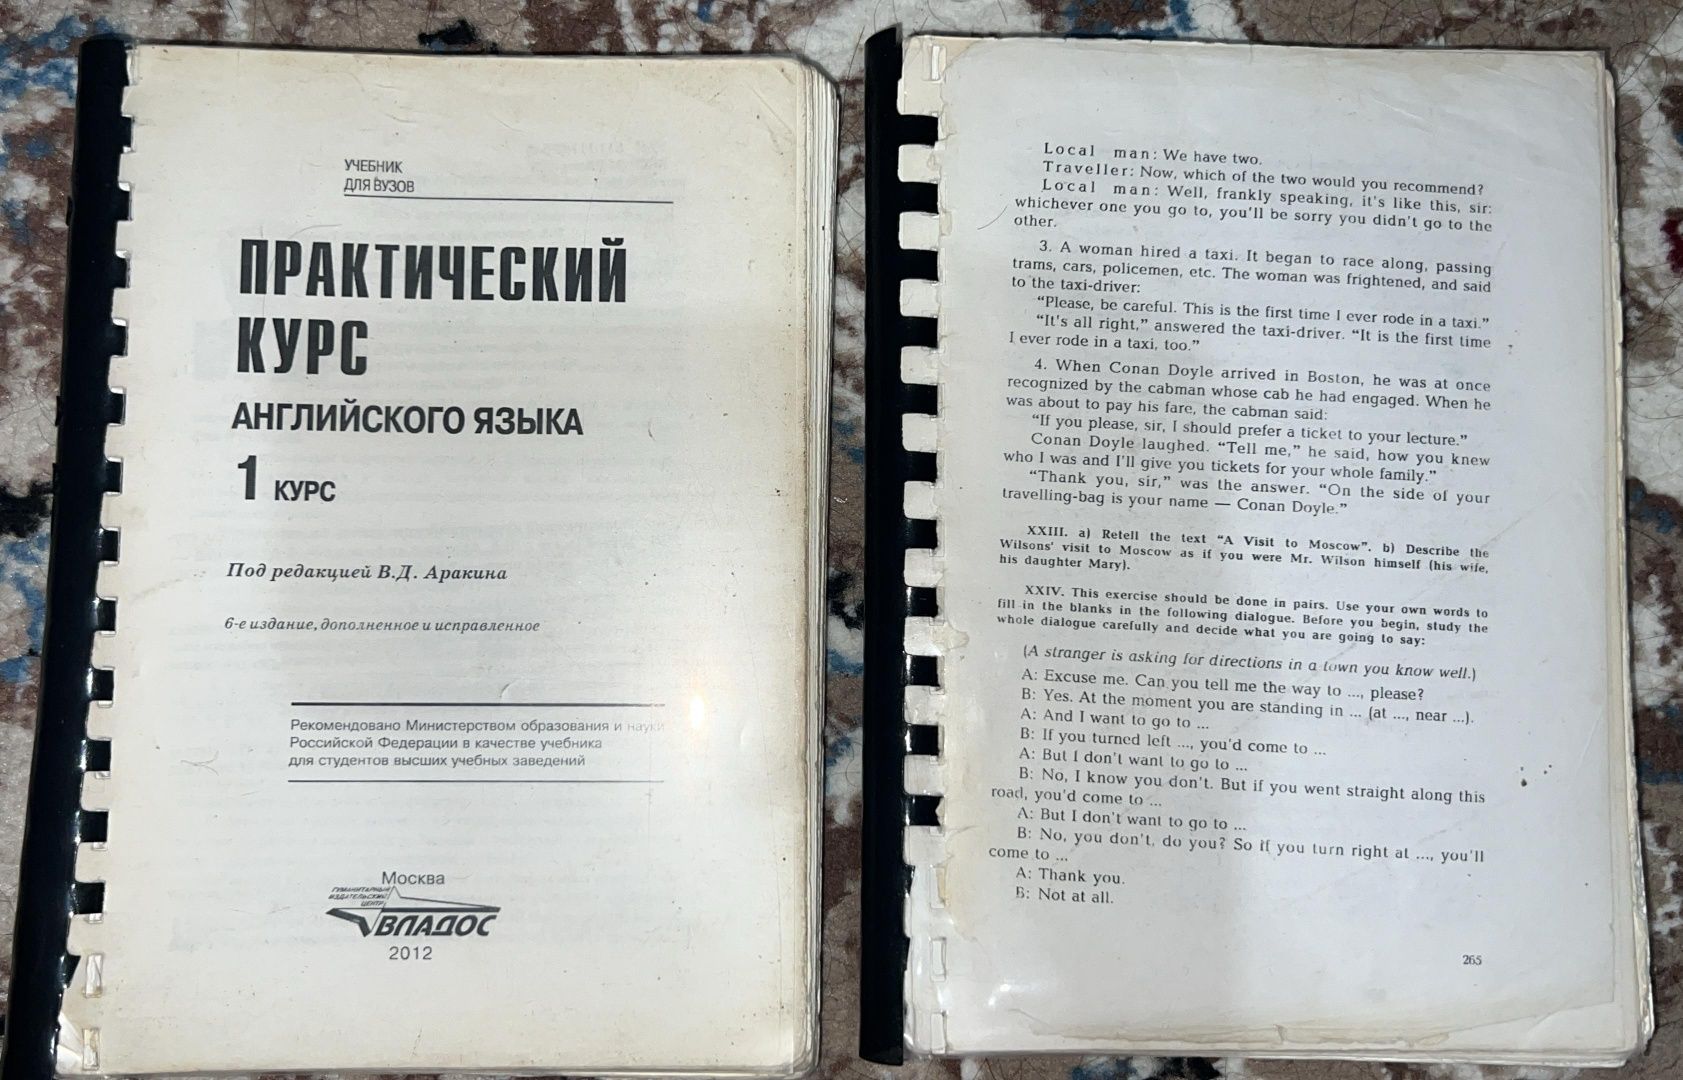 УЧЕБНИК
ДЛЯ ВУЗОВ
ПРАКТИЧЕСКИЙ
КУРС
АНГЛИЙСКОГО ЯЗЫКА
1 КУРС
Под редакцией В.Д. Аракина
6-е издание, дополненное и исправленное
Рекомендовано Министерством образования и науки
Российской Федерации в качестве учебника
для студентов высших учебных заведений
Москва
ГУМАНИТАРНЫЙ
ИЗДАТЕЛЬСКИЙ
ЦЕНТР
ВЛАДОС
2012
Local man: We have two.
Traveller: Now, which of the two would you recommend?
Local man: Well, frankly speaking, it's like this, sir:
whichever one you go to, you'll be sorry you didn't go to the
other.
3. A woman hired a taxi. It began to race along, passing
trams, cars, policemen, etc. The woman was frightened, and said
to the taxi-driver:
“Please, be careful. This is the first time I ever rode in a taxi.”
“It's all right,” answered the taxi-driver. “It is the first time
I ever rode in a taxi, too.”
4. When Conan Doyle arrived in Boston, he was at once
recognized by the cabman whose cab he had engaged. When he
was about to pay his fare, the cabman said:
“If you please, sir, I should prefer a ticket to your lecture.”
Conan Doyle laughed. “Tell me,” he said, how you knew
who I was and I'll give you tickets for your whole family.”
“Thank you, sir,” was the answer. “On the side of your
travelling-bag is your name — Conan Doyle.”
XXIII. a) Retell the text “A Visit to Moscow”. b) Describe the
Wilsons' visit to Moscow as if you were Mr. Wilson himself (his wife,
his daughter Mary).
XXIV. This exercise should be done in pairs. Use your own words to
fill in the blanks in the following dialogue. Before you begin, study the
whole dialogue carefully and decide what you are going to say:
(A stranger is asking for directions in a town you know well.)
A: Excuse me. Can you tell me the way to ..., please?
B: Yes. At the moment you are standing in ... (at ..., near ...).
A: And I want to go to ...
B: If you turned left ..., you'd come to ...
A: But I don't want to go to ...
B: No, I know you don't. But if you went straight along this
road, you'd come to ...
A: But I don't want to go to ...
B: No, you don't, do you? So if you turn right at ..., you'll
come to ...
A: Thank you.
B: Not at all.
265